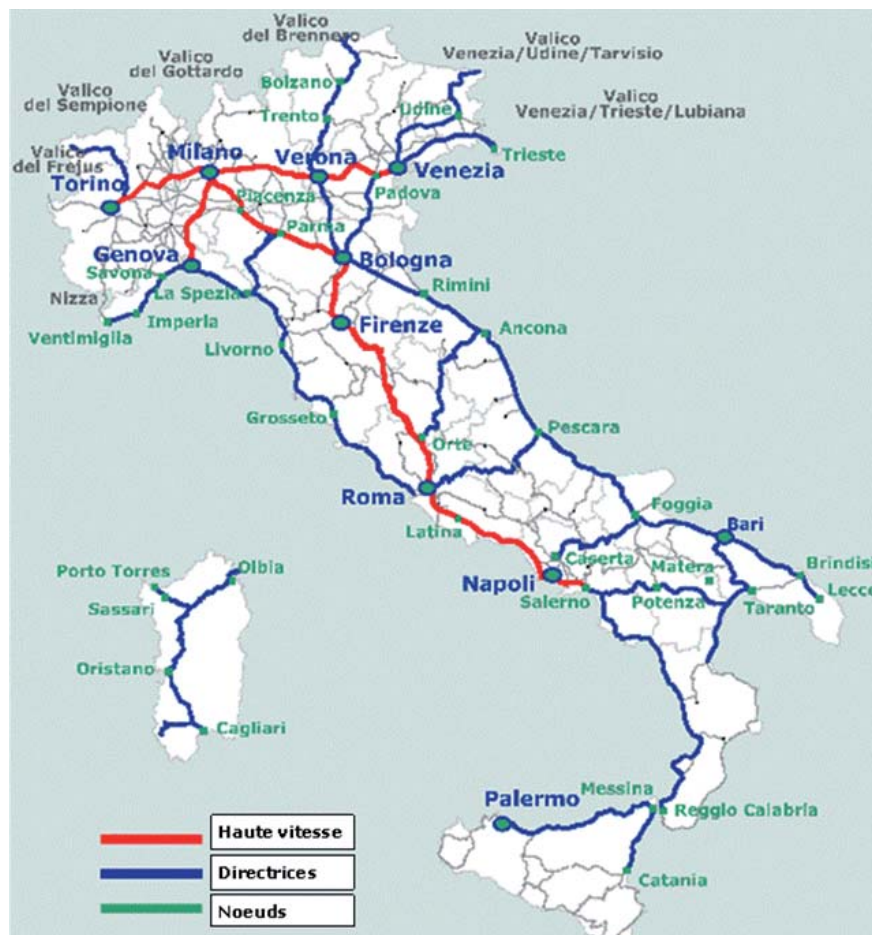 Valico
del Brennero
Valico
Venezia/Udine/Tarvisio
Valico
del Gottardo
Valico
del Sempione
Bolzano
Valico
Venezia/Trieste/Lubiana
Trento
Udine
Valico
del Frejus
Milano
Verona
Venezia
Trieste
Torino
Padova
Piacenza
Parma
Genova
Bologna
Savona
Nizza
La Spezia
Rimini
Imperia
Ventimiglia
Firenze
Ancona
Livorno
Grosseto
Pescara
Orte
Roma
Foggia
Latina
Bari
Caserta
Matera
Brindisi
Napoli
Salerno
Potenza
Taranto
Lecce
Porto Torres
Olbia
Sassari
Oristano
Cagliari
Messina
Palermo
Reggio Calabria
Catania
Haute vitesse
Directrices
Noeuds